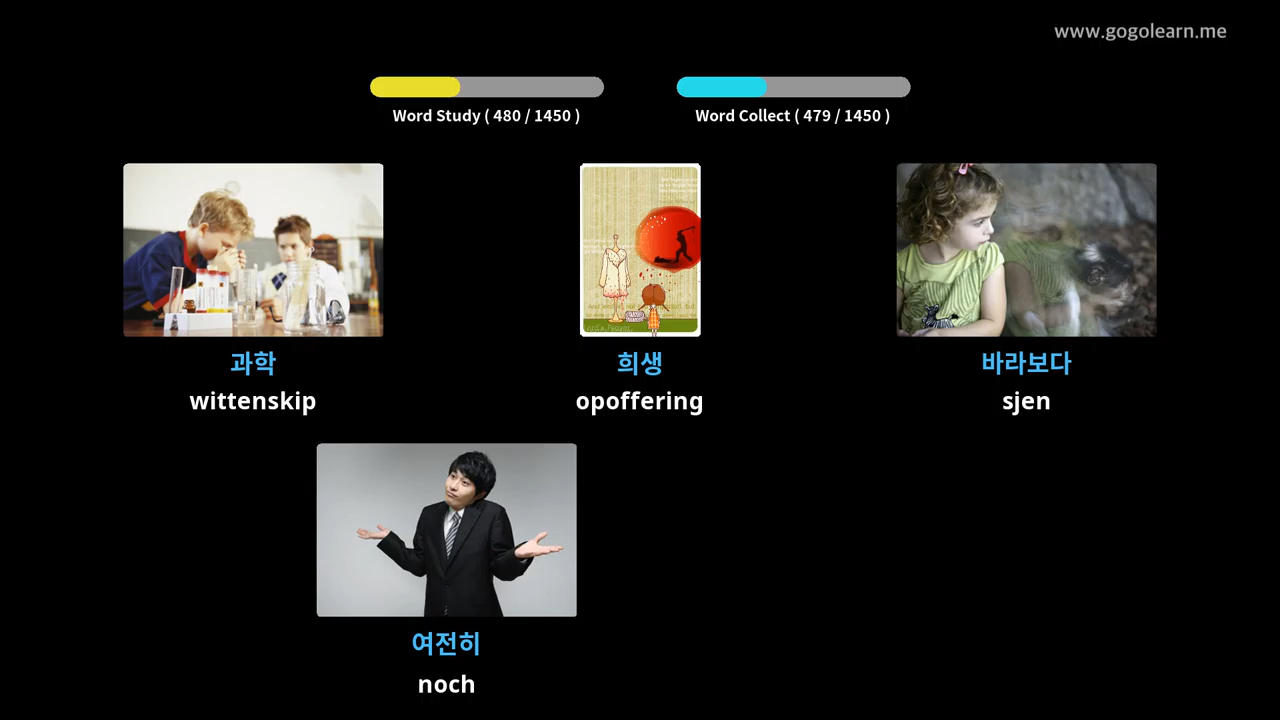 www.gogolearn.me
Word Study ( 480 / 1450 )
Word Collect ( 479 / 1450 )
과학
희생
바라보다
wittenskip
opoffering
sjen
여전히
noch